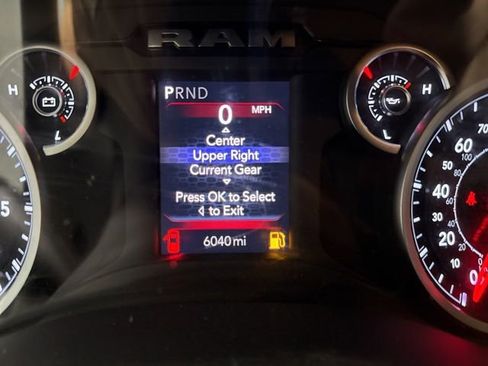 RAM
PRND
0 MPH
Center
Upper Right
Current Gear
Press OK to Select
to Exit
6040 mi
H
L
H
L
5
70
60
40
20
0